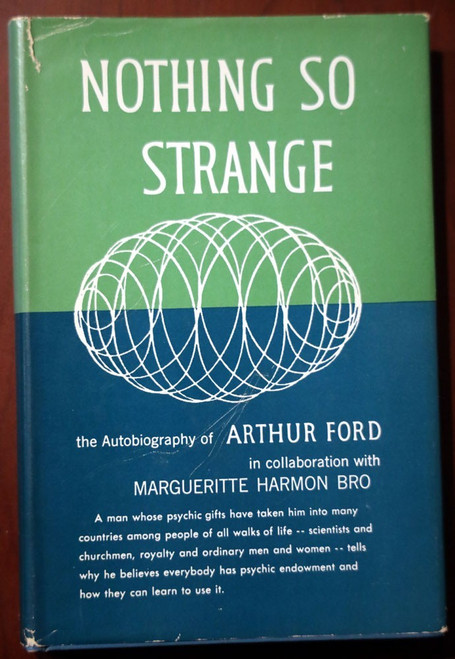 NOTHING SO
STRANGE
the Autobiography of ARTHUR FORD
in collaboration with
MARGUERITTE HARMON BRO
A man whose psychic gifts have taken him into many
countries among people of all walks of life -- scientists and
churchmen, royalty and ordinary men and women -- tells
why he believes everybody has psychic endowment and
how they can learn to use it.